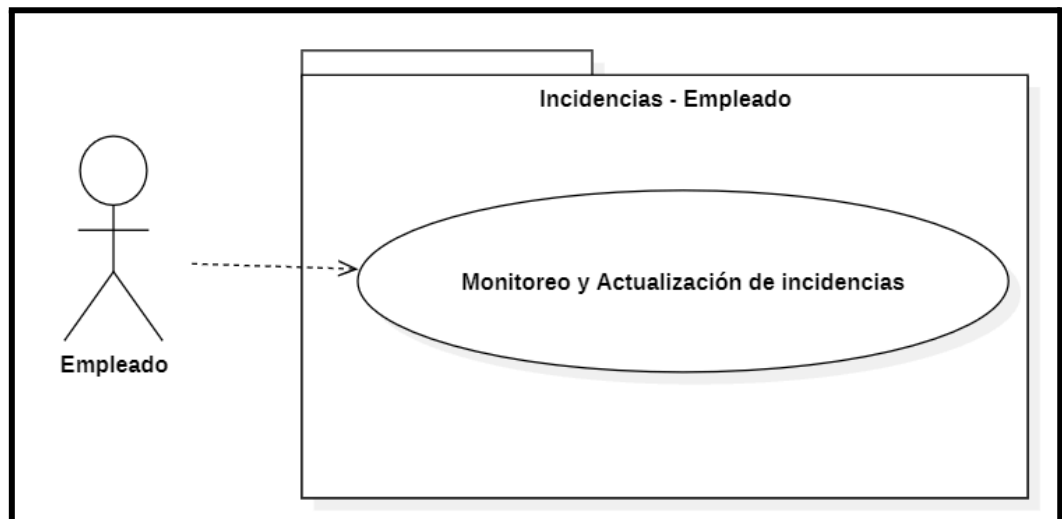 Incidencias - Empleado
Monitoreo y Actualización de incidencias
Empleado